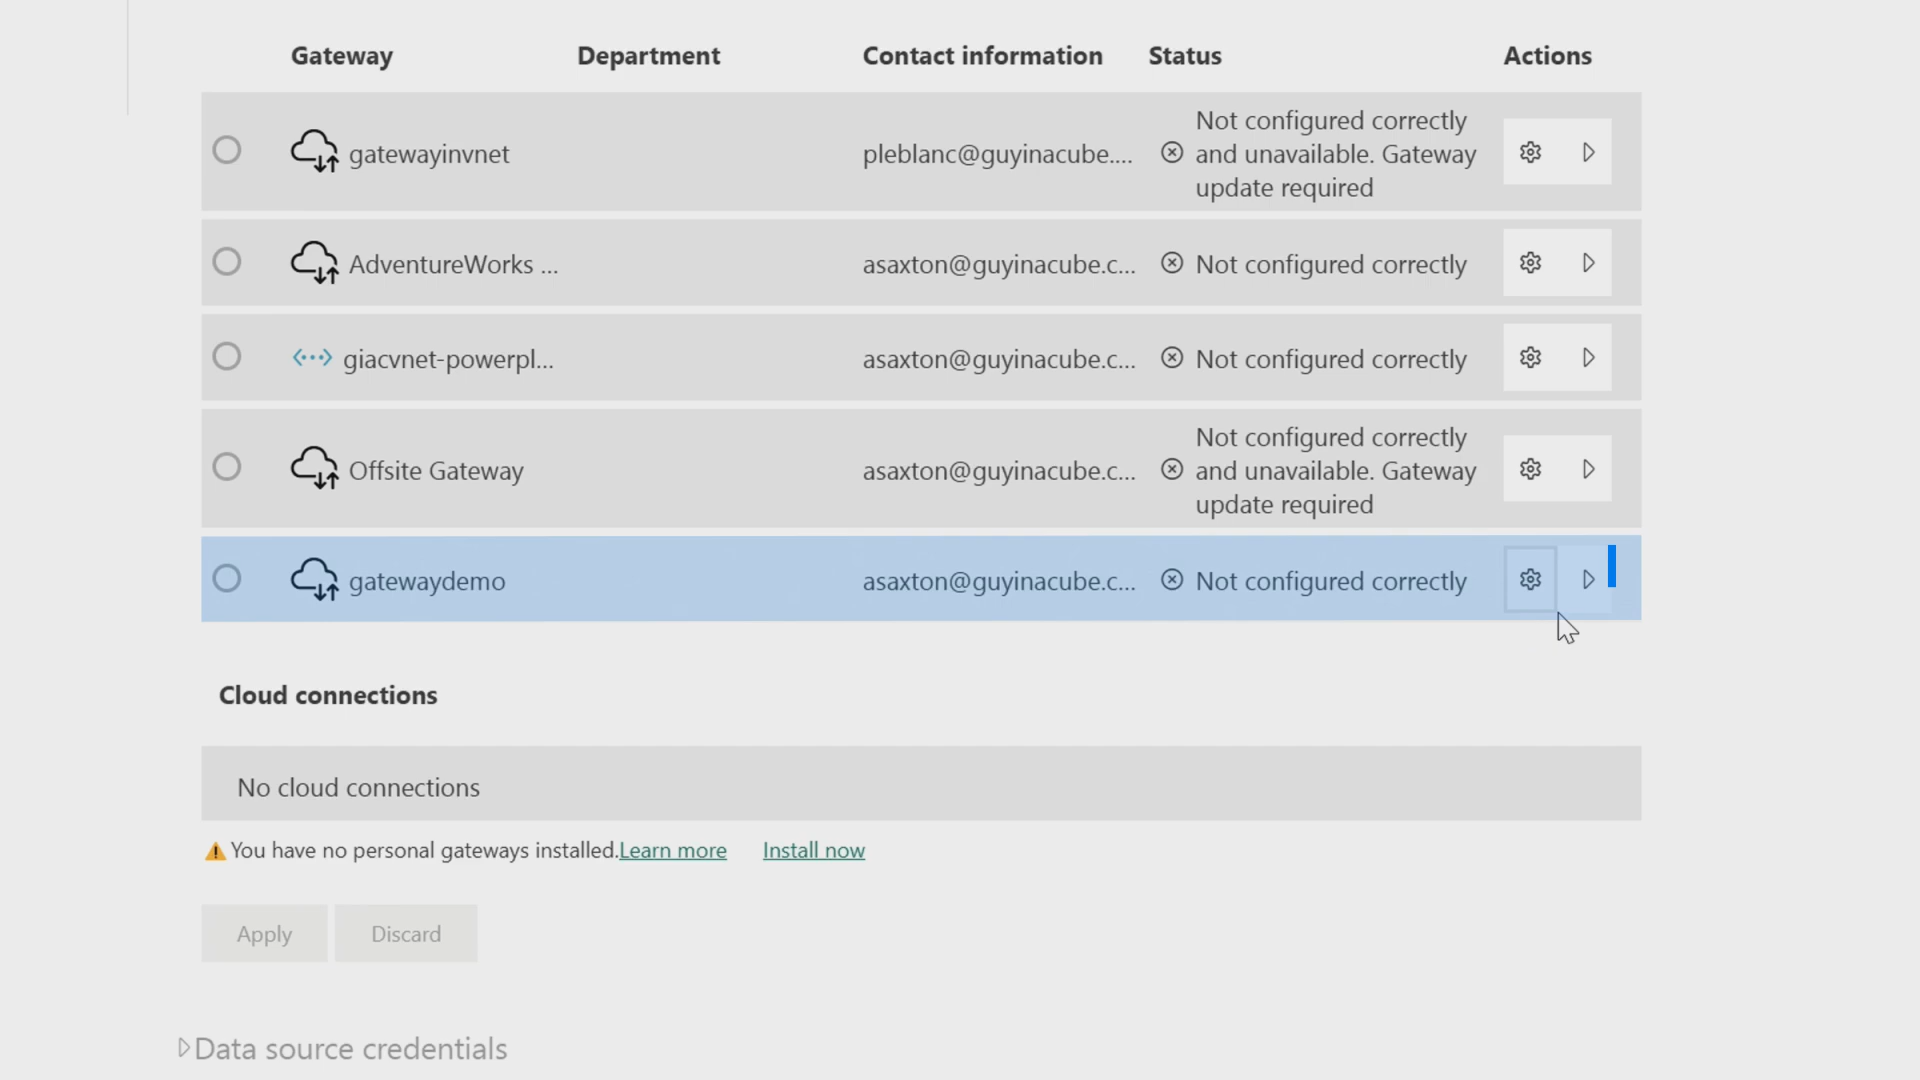 Gateway Department Contact information Status Actions
gatewayinvnet pleblanc@guyinacube.... Not configured correctly
and unavailable. Gateway
update required
AdventureWorks ... asaxton@guyinacube.c... Not configured correctly
giacvnet-powerpl... asaxton@guyinacube.c... Not configured correctly
Offsite Gateway asaxton@guyinacube.c... Not configured correctly
and unavailable. Gateway
update required
gatewaydemo asaxton@guyinacube.c... Not configured correctly
Cloud connections
No cloud connections
You have no personal gateways installed.Learn more Install now
Apply Discard
Data source credentials